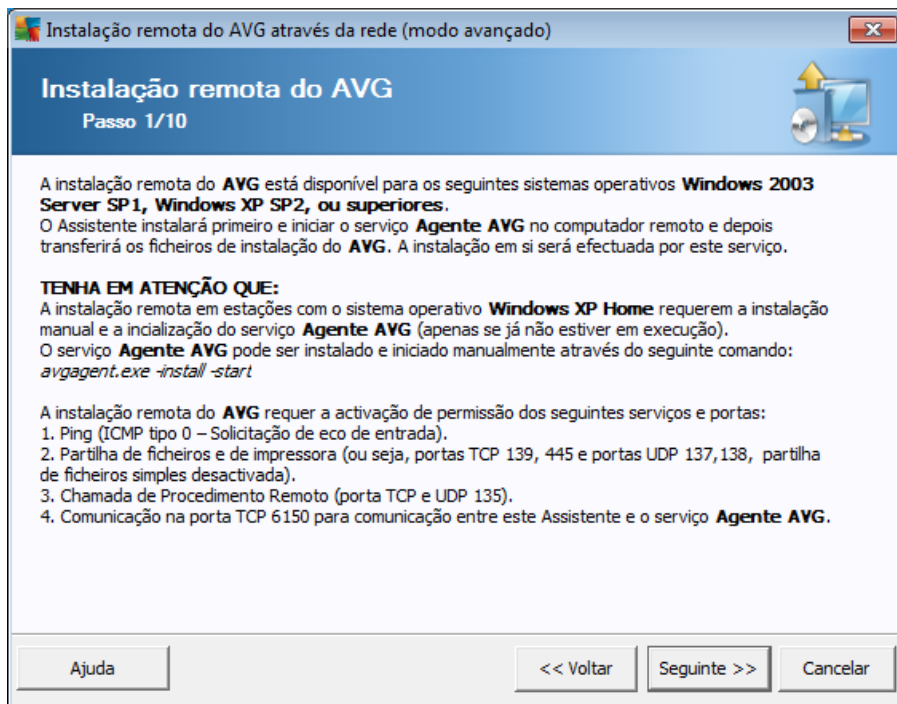 Instalação remota do AVG através da rede (modo avançado)
Instalação remota do AVG
Passo 1/10
A instalação remota do AVG está disponível para os seguintes sistemas operativos Windows 2003
Server SP1, Windows XP SP2, ou superiores.
O Assistente instalará primeiro e iniciar o serviço Agente AVG no computador remoto e depois
transferirá os ficheiros de instalação do AVG. A instalação em si será efectuada por este serviço.
TENHA EM ATENÇÃO QUE:
A instalação remota em estações com o sistema operativo Windows XP Home requerem a instalação
manual e a incialização do serviço Agente AVG (apenas se já não estiver em execução).
O serviço Agente AVG pode ser instalado e iniciado manualmente através do seguinte comando:
avgagent.exe -install -start
A instalação remota do AVG requer a activação de permissão dos seguintes serviços e portas:
1. Ping (ICMP tipo 0 – Solicitação de eco de entrada).
2. Partilha de ficheiros e de impressora (ou seja, portas TCP 139, 445 e portas UDP 137,138, partilha
de ficheiros simples desactivada).
3. Chamada de Procedimento Remoto (porta TCP e UDP 135).
4. Comunicação na porta TCP 6150 para comunicação entre este Assistente e o serviço Agente AVG.
Ajuda
<< Voltar
Seguinte >>
Cancelar